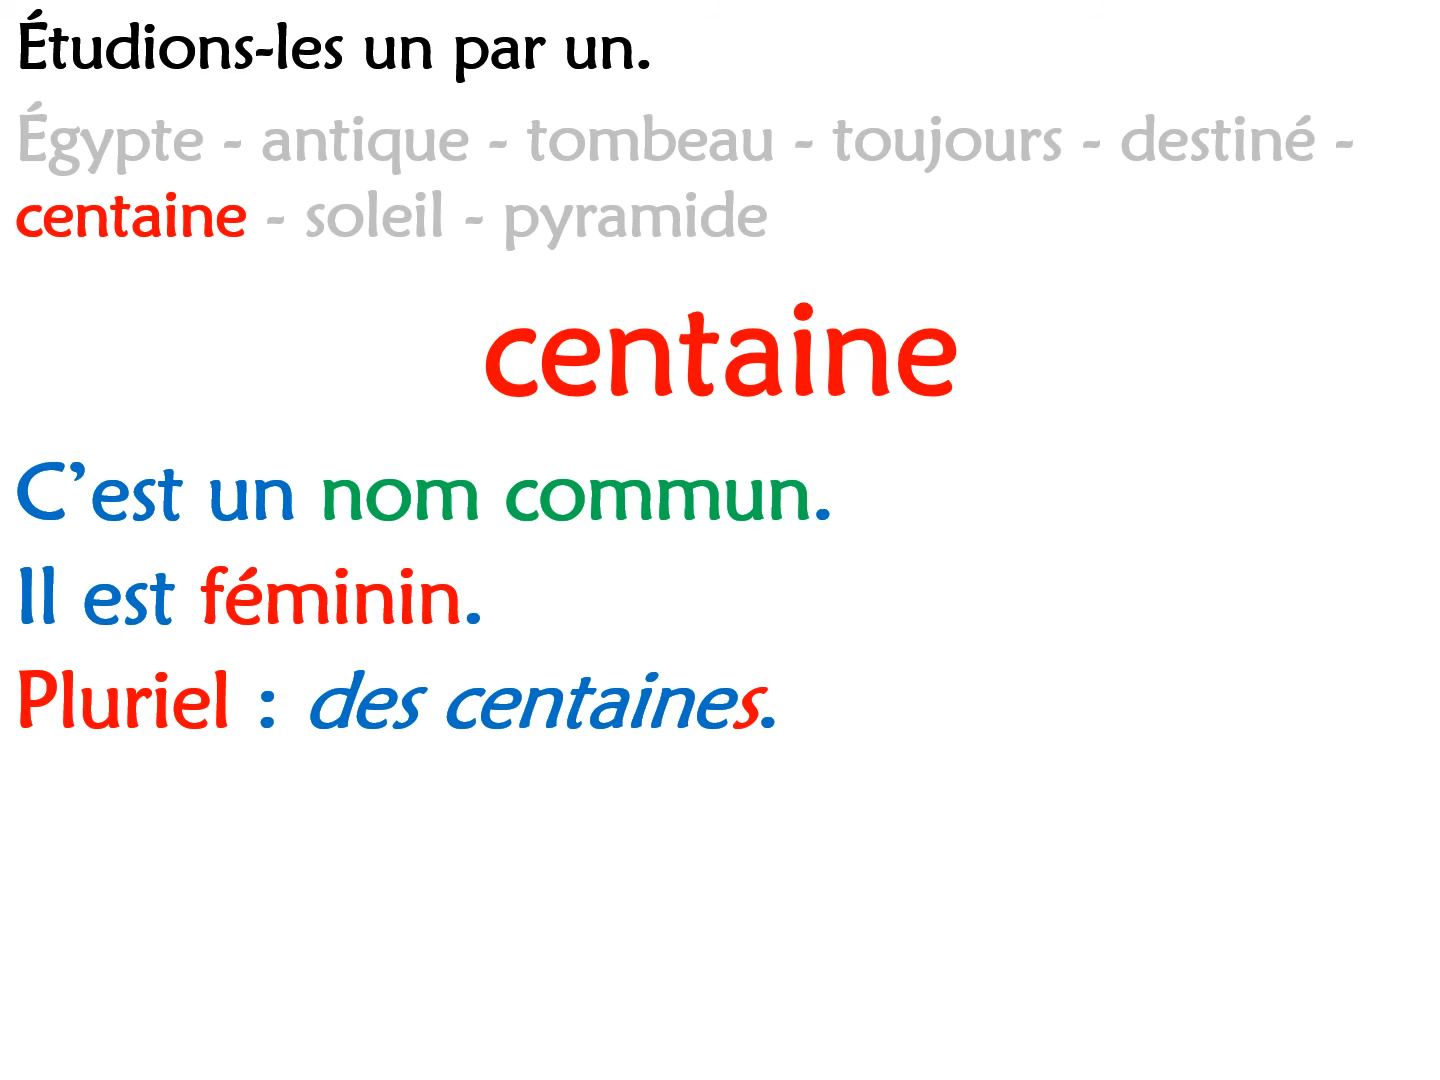 Étudions-les un par un.
Égypte - antique - tombeau - toujours - destiné -
centaine - soleil - pyramide
centaine
C’est un nom commun.
Il est féminin.
Pluriel : des centaines.